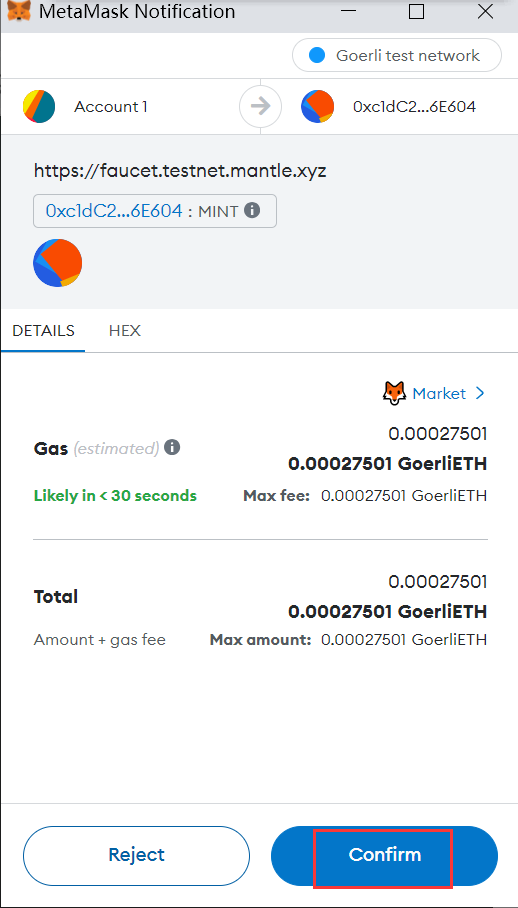 MetaMask Notification
Goerli test network
Account 1
0xc1dC2...6E604
https://faucet.testnet.mantle.xyz
0xc1dC2...6E604 : MINT
DETAILS
HEX
Market
0.00027501
Gas (estimated)
0.00027501 GoerliETH
Likely in < 30 seconds
Max fee: 0.00027501 GoerliETH
0.00027501
Total
0.00027501 GoerliETH
Amount + gas fee
Max amount: 0.00027501 GoerliETH
Reject
Confirm